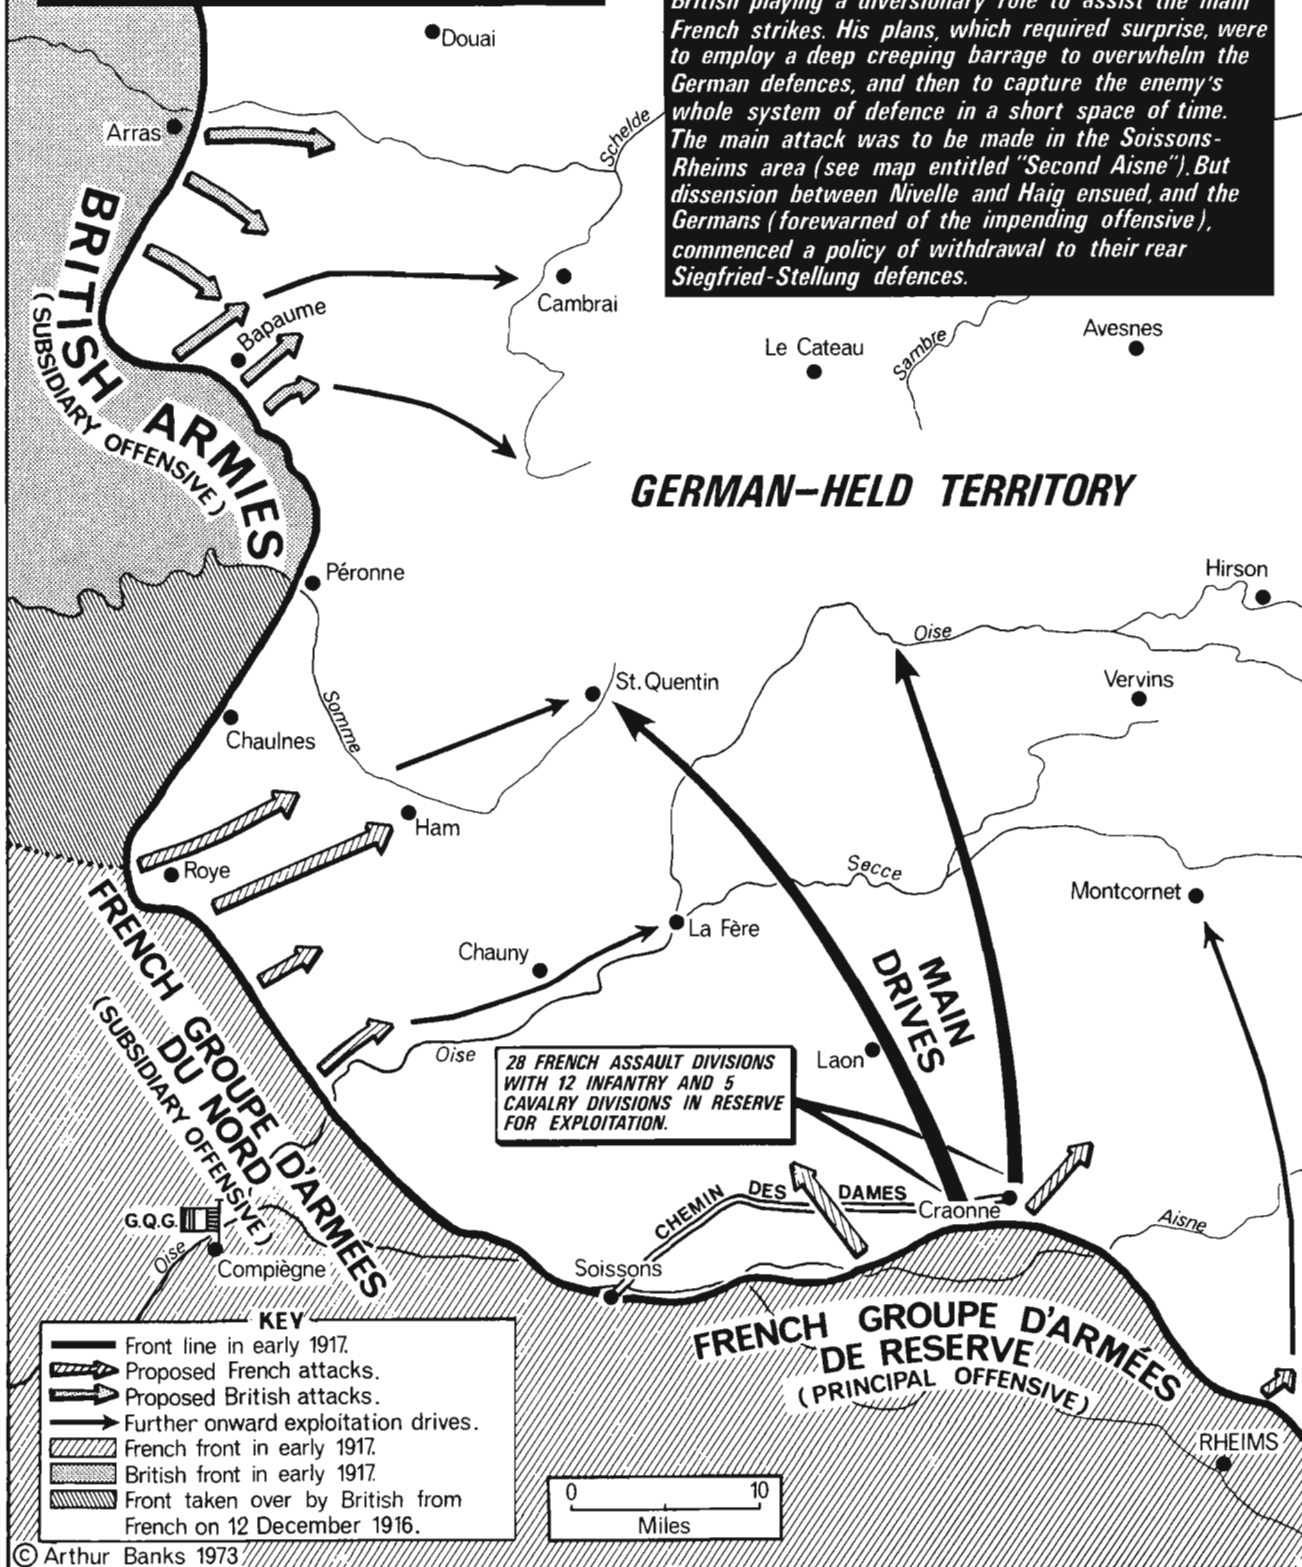 British playing a diversionary role to assist the main
French strikes. His plans, which required surprise, were
to employ a deep creeping barrage to overwhelm the
German defences, and then to capture the enemy's
whole system of defence in a short space of time.
The main attack was to be made in the Soissons-
Rheims area (see map entitled "Second Aisne"). But
dissension between Nivelle and Haig ensued, and the
Germans (forewarned of the impending offensive),
commenced a policy of withdrawal to their rear
Siegfried-Stellung defences.
Douai
Arras
Schelde
BRITISH ARMIES
(SUBSIDIARY OFFENSIVE)
Bapaume
Cambrai
Le Cateau
Sambre
Avesnes
GERMAN-HELD TERRITORY
Péronne
Hirson
Oise
St. Quentin
Vervins
Somme
Chaulnes
Ham
Roye
Secce
Montcornet
La Fère
Chauny
MAIN
DRIVES
FRENCH GROUPE D'ARMÉES
DU NORD
(SUBSIDIARY OFFENSIVE)
Oise
Laon
28 FRENCH ASSAULT DIVISIONS
WITH 12 INFANTRY AND 5
CAVALRY DIVISIONS IN RESERVE
FOR EXPLOITATION.
CHEMIN DES DAMES
Craonne
Aisne
G.Q.G.
Oise
Compiègne
Soissons
FRENCH GROUPE D'ARMÉES
DE RESERVE
(PRINCIPAL OFFENSIVE)
RHEIMS
KEY
Front line in early 1917.
Proposed French attacks.
Proposed British attacks.
Further onward exploitation drives.
French front in early 1917.
British front in early 1917.
Front taken over by British from
French on 12 December 1916.
0 10
Miles
© Arthur Banks 1973